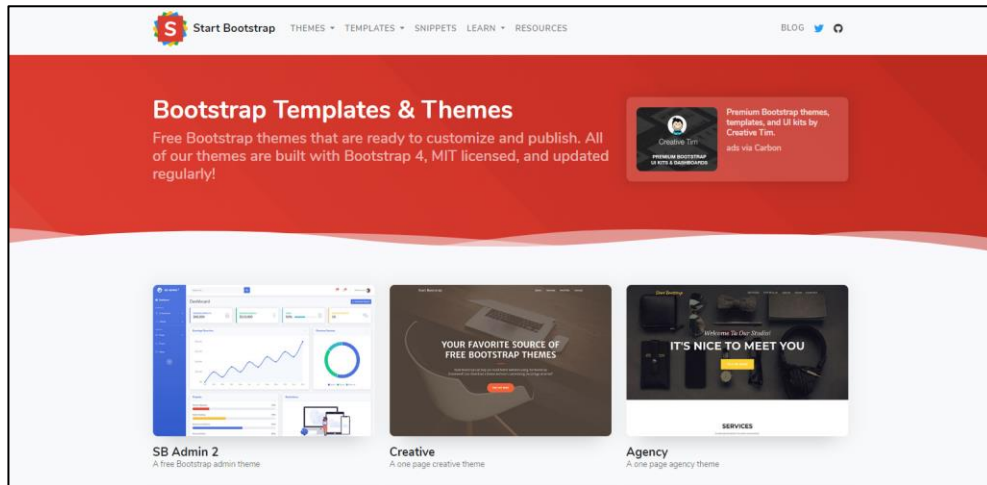 S Start Bootstrap THEMES TEMPLATES SNIPPETS LEARN RESOURCES BLOG
Bootstrap Templates & Themes
Free Bootstrap themes that are ready to customize and publish. All
of our themes are built with Bootstrap 4, MIT licensed, and updated
regularly!
Creative Tim
PREMIUM BOOTSTRAP
UI KITS & DASHBOARDS
Premium Bootstrap themes,
templates, and UI kits by
Creative Tim.
ads via Carbon
Dashboard
YOUR FAVORITE SOURCE OF
FREE BOOTSTRAP THEMES
Start Bootstrap
Welcome To Our Studio!
IT'S NICE TO MEET YOU
SERVICES
SB Admin 2
A free Bootstrap admin theme
Creative
A one page creative theme
Agency
A one page agency theme